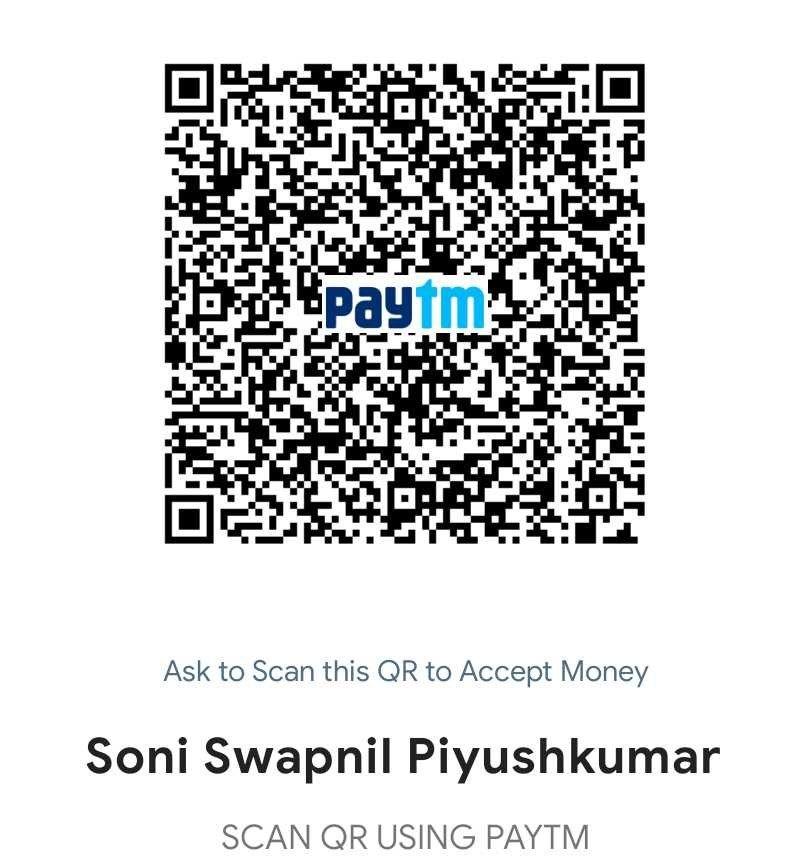 paytm
Ask to Scan this QR to Accept Money
Soni Swapnil Piyushkumar
SCAN QR USING PAYTM